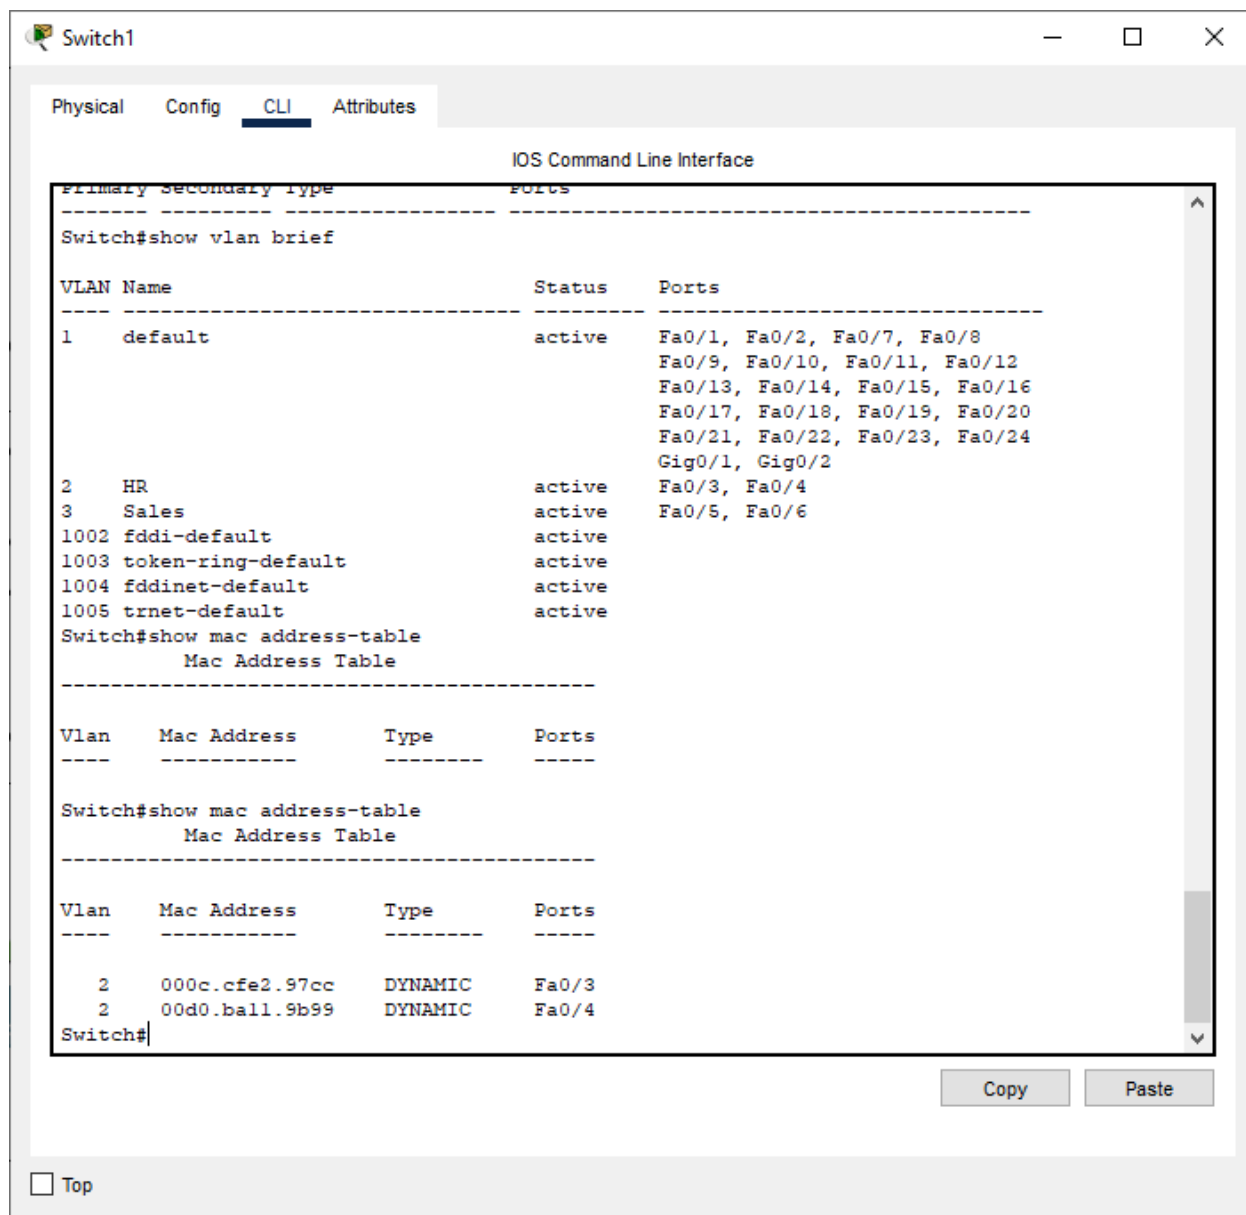 Switch1
Physical Config CLI Attributes
IOS Command Line Interface
Primary Secondary Type Ports
------- --------- ----------------- ------------------------------------------
Switch#show vlan brief
VLAN Name Status Ports
---- -------------------------------- --------- -------------------------------
1 default active Fa0/1, Fa0/2, Fa0/7, Fa0/8
Fa0/9, Fa0/10, Fa0/11, Fa0/12
Fa0/13, Fa0/14, Fa0/15, Fa0/16
Fa0/17, Fa0/18, Fa0/19, Fa0/20
Fa0/21, Fa0/22, Fa0/23, Fa0/24
Gig0/1, Gig0/2
2 HR active Fa0/3, Fa0/4
3 Sales active Fa0/5, Fa0/6
1002 fddi-default active
1003 token-ring-default active
1004 fddinet-default active
1005 trnet-default active
Switch#show mac address-table
Mac Address Table
-------------------------------------------
Vlan Mac Address Type Ports
---- ----------- -------- -----
Switch#show mac address-table
Mac Address Table
-------------------------------------------
Vlan Mac Address Type Ports
---- ----------- -------- -----
2 000c.cfe2.97cc DYNAMIC Fa0/3
2 00d0.ba11.9b99 DYNAMIC Fa0/4
Switch#
Copy Paste
Top